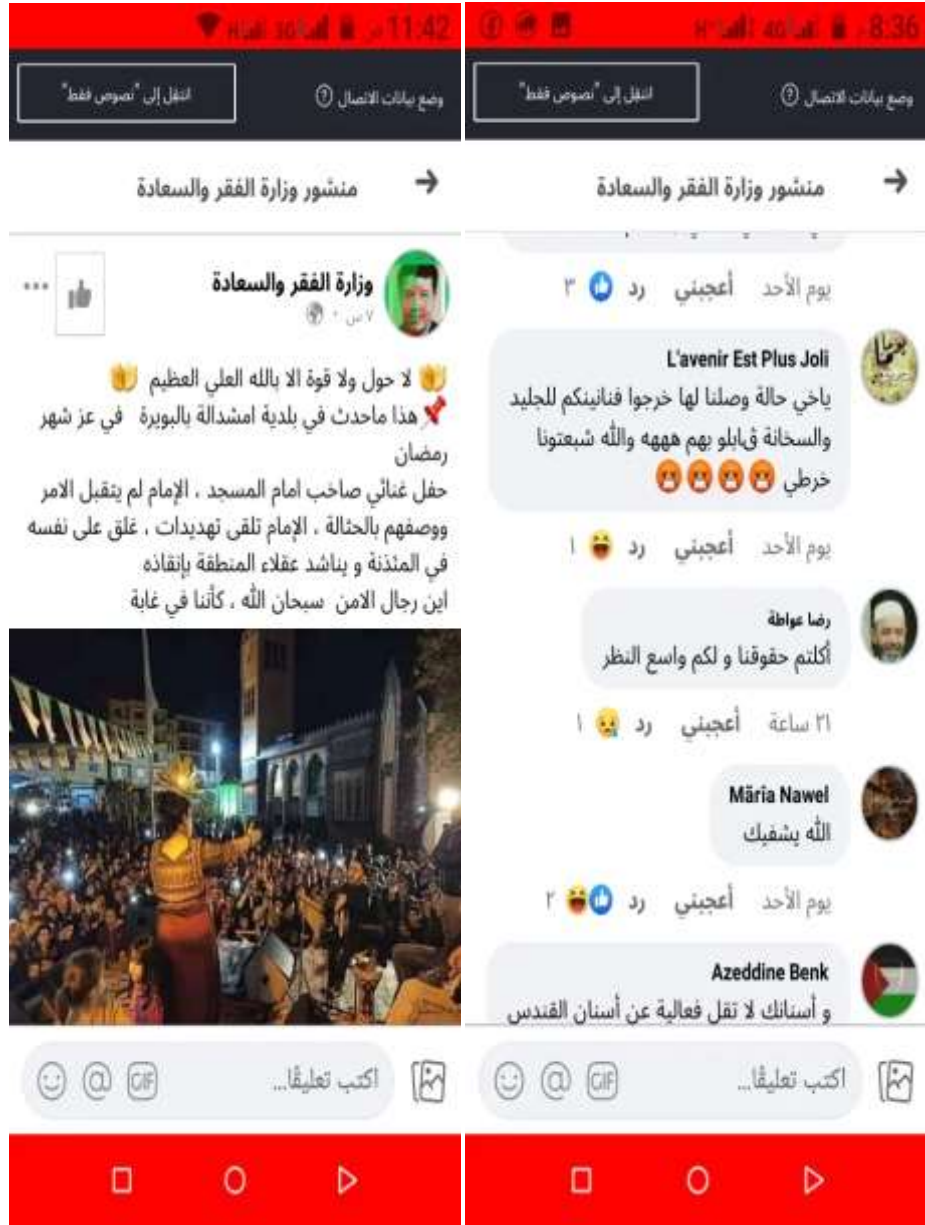 11:42
وضع بيانات الاتصال
انتقل إلى "نصوص فقط"
منشور وزارة الفقر والسعادة
وزارة الفقر والسعادة
٧ س
لا حول ولا قوة الا بالله العلي العظيم
هذا ماحدث في بلدية امشدالة بالبويرة في عز شهر
رمضان
حفل غنائي صاخب امام المسجد ، الإمام لم يتقبل الامر
ووصفهم بالحثالة ، الإمام تلقى تهديدات ، غلق على نفسه
في المئذنة و يناشد عقلاء المنطقة بإنقاذه
اين رجال الامن سبحان الله ، كأننا في غابة
اكتب تعليقًا...
GIF
8:36
وضع بيانات الاتصال
انتقل إلى "نصوص فقط"
منشور وزارة الفقر والسعادة
يوم الأحد أعجبني رد ٣
L'avenir Est Plus Joli
ياخي حالة وصلنا لها خرجوا فنانينكم للجليد
والسخانة ڨابلو بهم هههه والله شبعتونا
خرطي
يوم الأحد أعجبني رد ١
رضا عواطة
أكلتم حقوقنا و لكم واسع النظر
٢١ ساعة أعجبني رد ١
Märïa Nawel
الله يشفيك
يوم الأحد أعجبني رد ٢
Azeddine Benk
و أسنانك لا تقل فعالية عن أسنان القندس
اكتب تعليقًا...
GIF